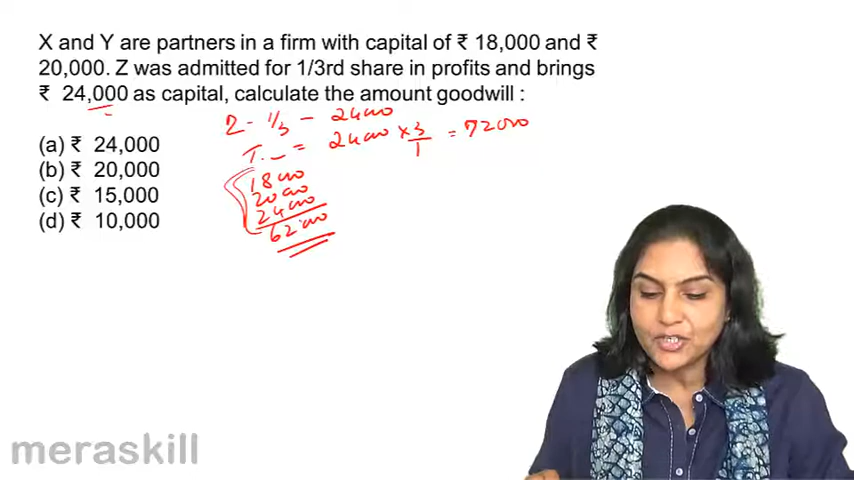 X and Y are partners in a firm with capital of ₹ 18,000 and ₹
20,000. Z was admitted for 1/3rd share in profits and brings
₹ 24,000 as capital, calculate the amount goodwill :
Z - 1/3 - 24000
T. - = 24000 × 3/1 = 72000
(a) ₹ 24,000
(b) ₹ 20,000
(c) ₹ 15,000
(d) ₹ 10,000
18000
20000
24000
62000
meraskill